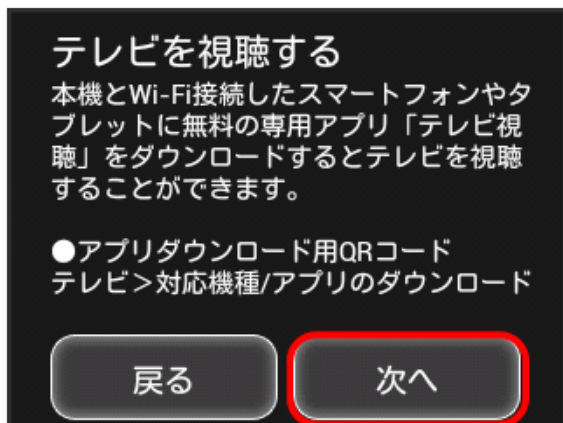 テレビを視聴する
本機とWi-Fi接続したスマートフォンやタ
ブレットに無料の専用アプリ「テレビ視
聴」をダウンロードするとテレビを視聴
することができます。
●アプリダウンロード用QRコード
テレビ＞対応機種/アプリのダウンロード
戻る
次へ